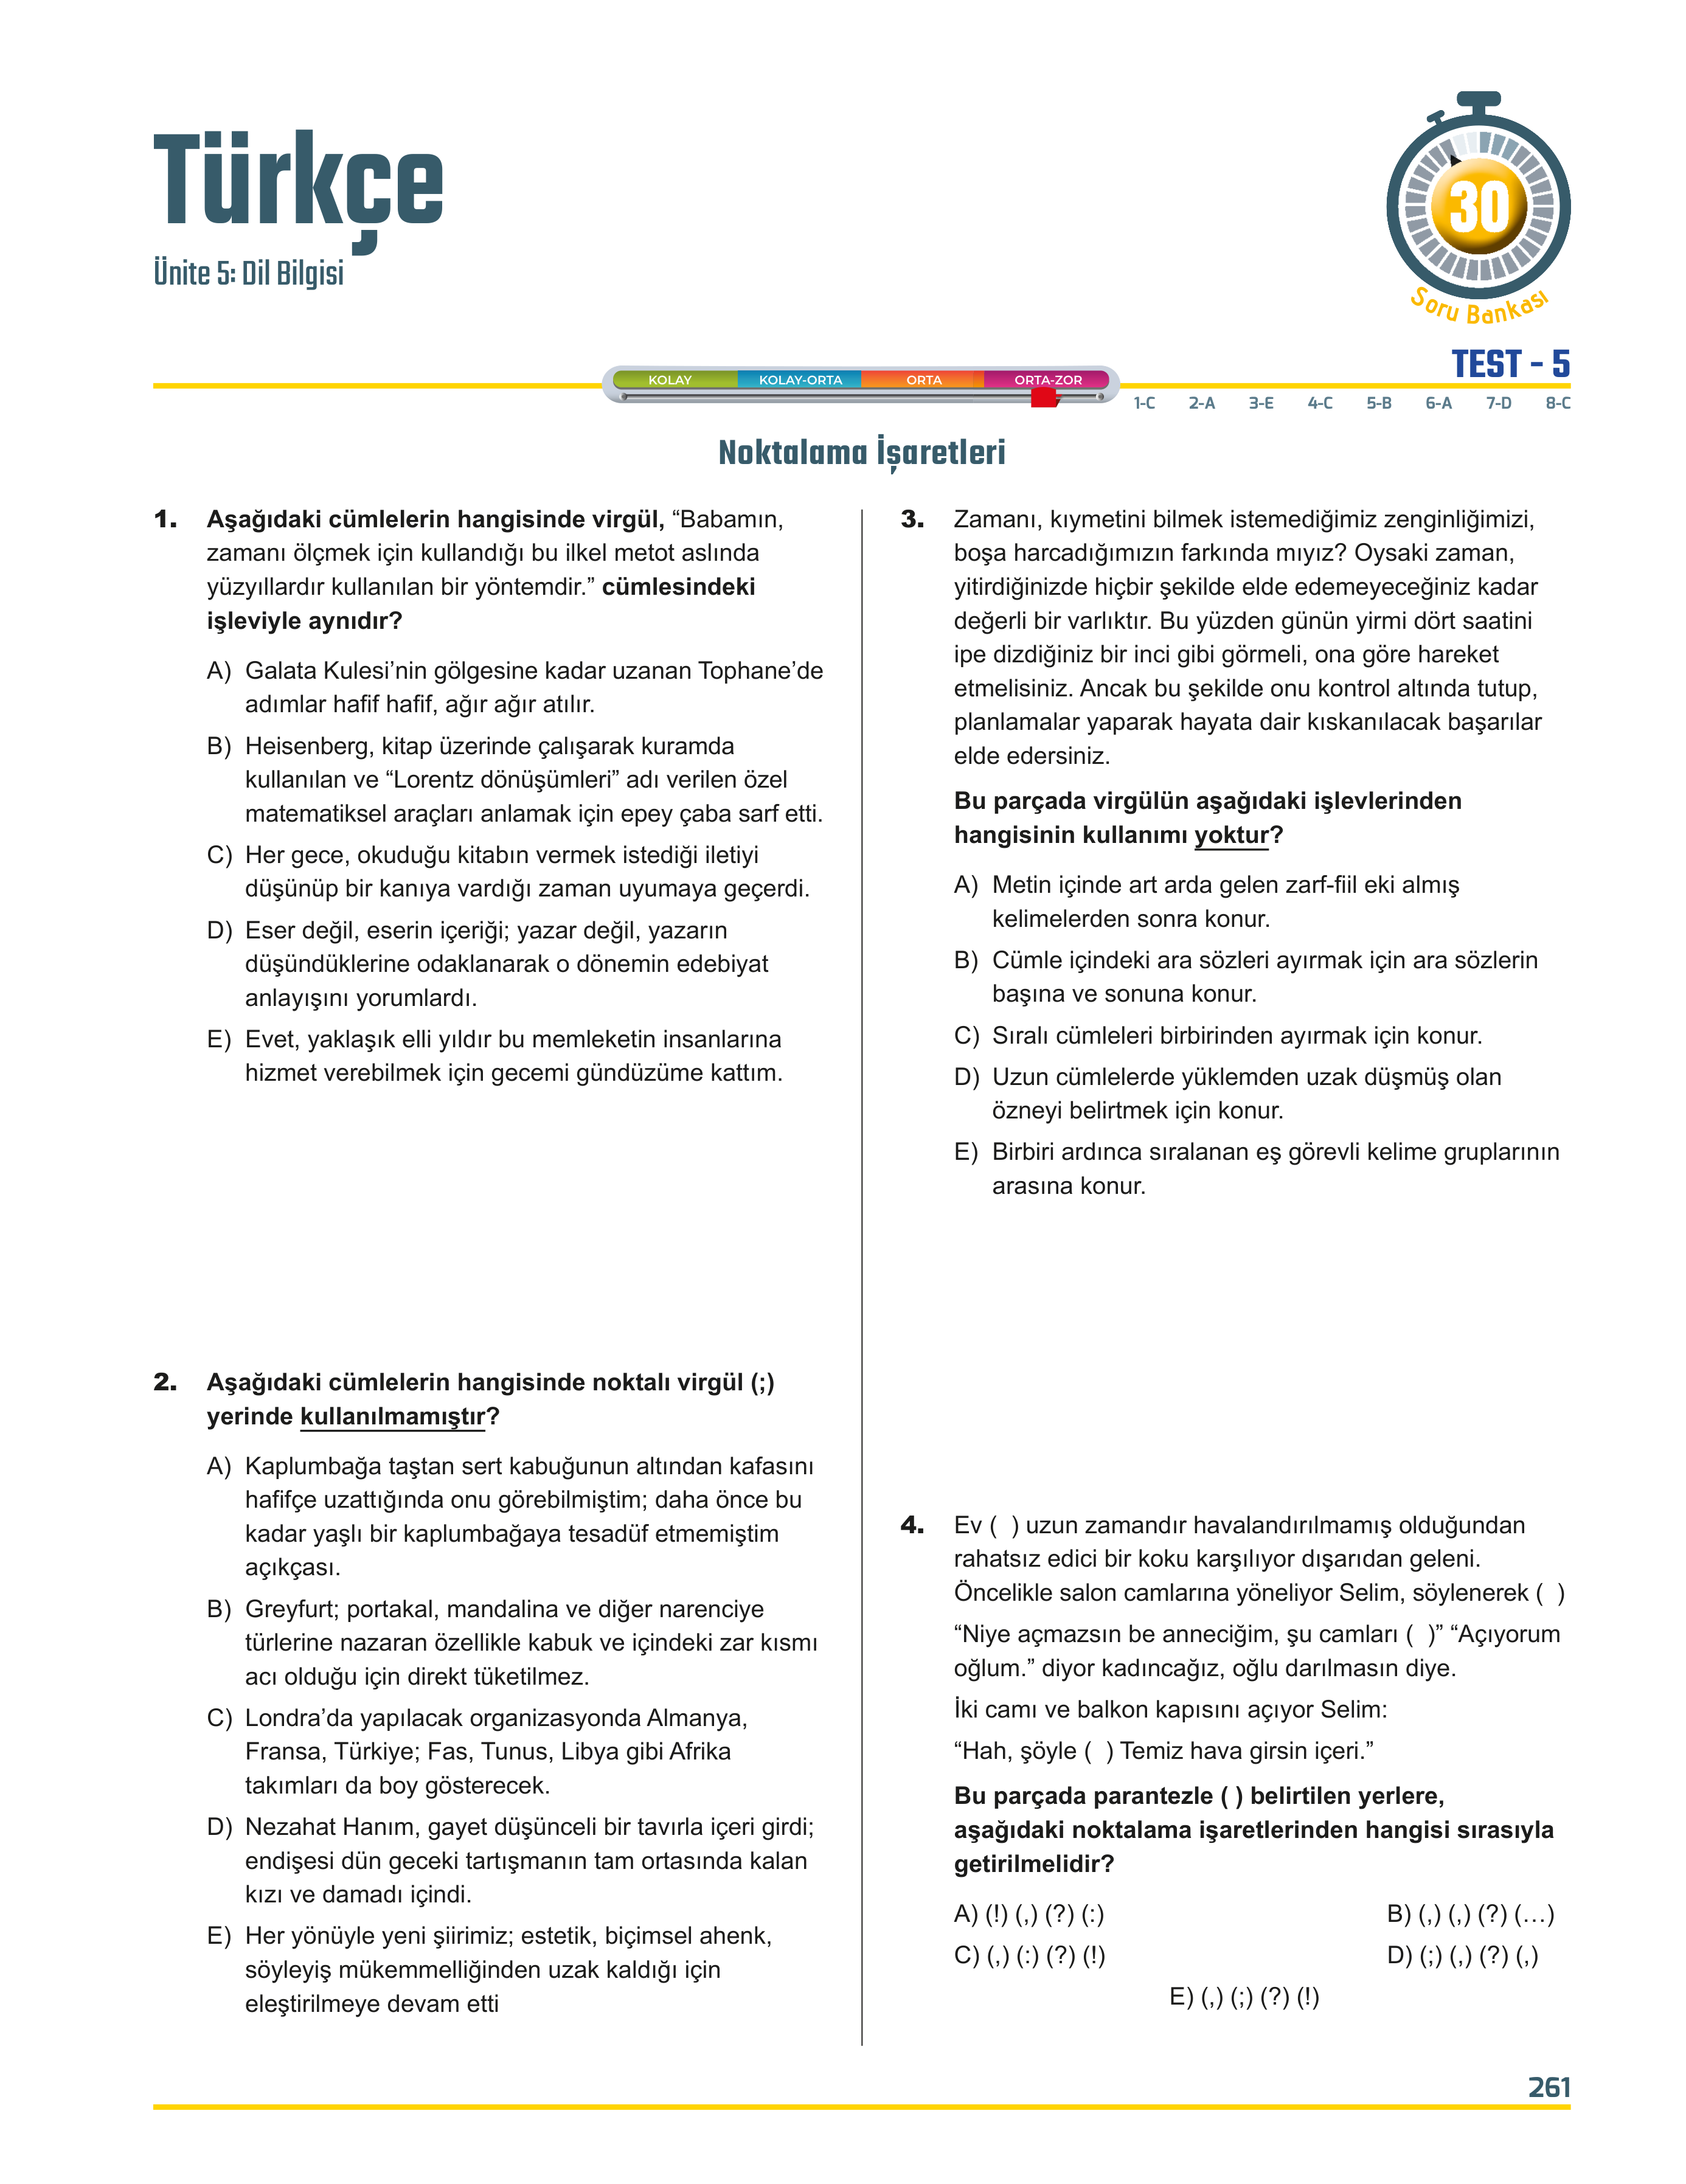 Türkçe
Ünite 5: Dil Bilgisi
30
Soru Bankası
TEST - 5
KOLAY KOLAY-ORTA ORTA ORTA-ZOR
1-C 2-A 3-E 4-C 5-B 6-A 7-D 8-C
Noktalama İşaretleri
1. Aşağıdaki cümlelerin hangisinde virgül, “Babamın,
zamanı ölçmek için kullandığı bu ilkel metot aslında
yüzyıllardır kullanılan bir yöntemdir.” cümlesindeki
işleviyle aynıdır?
A) Galata Kulesi’nin gölgesine kadar uzanan Tophane’de
adımlar hafif hafif, ağır ağır atılır.
B) Heisenberg, kitap üzerinde çalışarak kuramda
kullanılan ve “Lorentz dönüşümleri” adı verilen özel
matematiksel araçları anlamak için epey çaba sarf etti.
C) Her gece, okuduğu kitabın vermek istediği iletiyi
düşünüp bir kanıya vardığı zaman uyumaya geçerdi.
D) Eser değil, eserin içeriği; yazar değil, yazarın
düşündüklerine odaklanarak o dönemin edebiyat
anlayışını yorumlardı.
E) Evet, yaklaşık elli yıldır bu memleketin insanlarına
hizmet verebilmek için gecemi gündüzüme kattım.
2. Aşağıdaki cümlelerin hangisinde noktalı virgül (;)
yerinde kullanılmamıştır?
A) Kaplumbağa taştan sert kabuğunun altından kafasını
hafifçe uzattığında onu görebilmiştim; daha önce bu
kadar yaşlı bir kaplumbağaya tesadüf etmemiştim
açıkçası.
B) Greyfurt; portakal, mandalina ve diğer narenciye
türlerine nazaran özellikle kabuk ve içindeki zar kısmı
acı olduğu için direkt tüketilmez.
C) Londra’da yapılacak organizasyonda Almanya,
Fransa, Türkiye; Fas, Tunus, Libya gibi Afrika
takımları da boy gösterecek.
D) Nezahat Hanım, gayet düşünceli bir tavırla içeri girdi;
endişesi dün geceki tartışmanın tam ortasında kalan
kızı ve damadı içindi.
E) Her yönüyle yeni şiirimiz; estetik, biçimsel ahenk,
söyleyiş mükemmelliğinden uzak kaldığı için
eleştirilmeye devam etti
3. Zamanı, kıymetini bilmek istemediğimiz zenginliğimizi,
boşa harcadığımızın farkında mıyız? Oysaki zaman,
yitirdiğinizde hiçbir şekilde elde edemeyeceğiniz kadar
değerli bir varlıktır. Bu yüzden günün yirmi dört saatini
ipe dizdiğiniz bir inci gibi görmeli, ona göre hareket
etmelisiniz. Ancak bu şekilde onu kontrol altında tutup,
planlamalar yaparak hayata dair kıskanılacak başarılar
elde edersiniz.
Bu parçada virgülün aşağıdaki işlevlerinden
hangisinin kullanımı yoktur?
A) Metin içinde art arda gelen zarf-fiil eki almış
kelimelerden sonra konur.
B) Cümle içindeki ara sözleri ayırmak için ara sözlerin
başına ve sonuna konur.
C) Sıralı cümleleri birbirinden ayırmak için konur.
D) Uzun cümlelerde yüklemden uzak düşmüş olan
özneyi belirtmek için konur.
E) Birbiri ardınca sıralanan eş görevli kelime gruplarının
arasına konur.
4. Ev ( ) uzun zamandır havalandırılmamış olduğundan
rahatsız edici bir koku karşılıyor dışarıdan geleni.
Öncelikle salon camlarına yöneliyor Selim, söylenerek ( )
“Niye açmazsın be anneciğim, şu camları ( )” “Açıyorum
oğlum.” diyor kadıncağız, oğlu darılmasın diye.
İki camı ve balkon kapısını açıyor Selim:
“Hah, şöyle ( ) Temiz hava girsin içeri.”
Bu parçada parantezle ( ) belirtilen yerlere,
aşağıdaki noktalama işaretlerinden hangisi sırasıyla
getirilmelidir?
A) (!) (,) (?) (:) B) (,) (,) (?) (…)
C) (,) (:) (?) (!) D) (;) (,) (?) (,)
E) (,) (;) (?) (!)
261